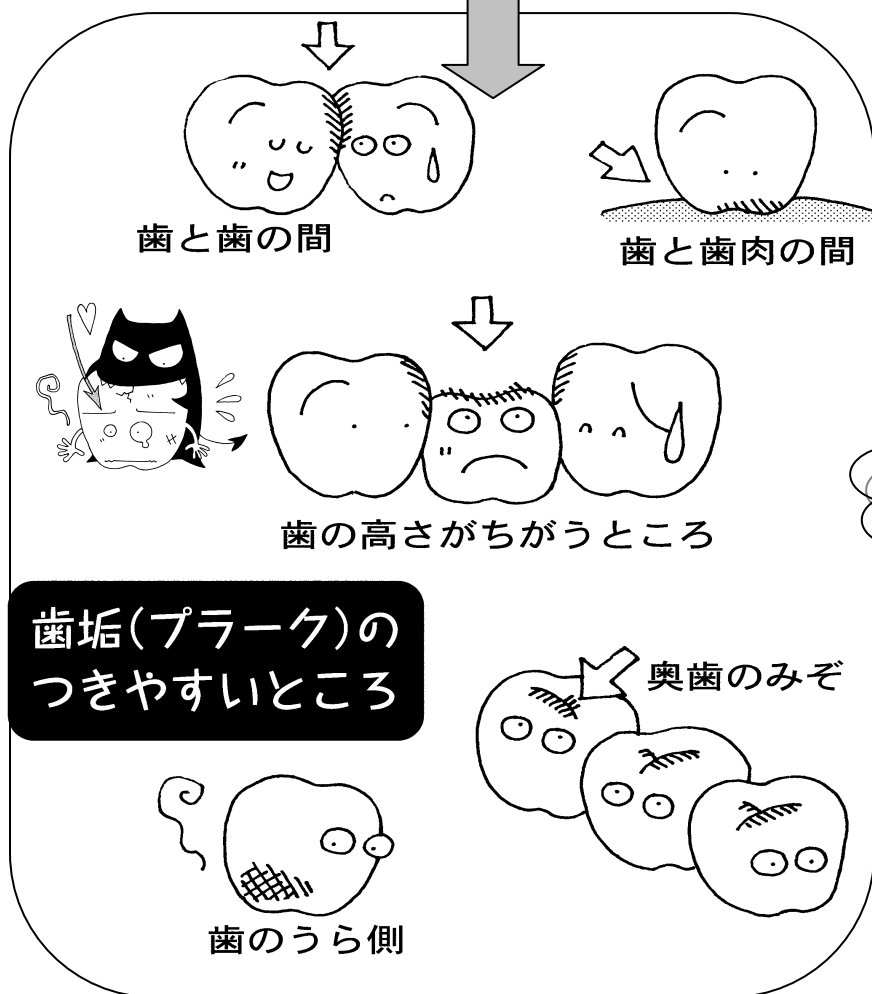 歯と歯の間
歯と歯肉の間
歯の高さがちがうところ
歯垢(プラーク)の
つきやすいところ
奥歯のみぞ
歯のうら側